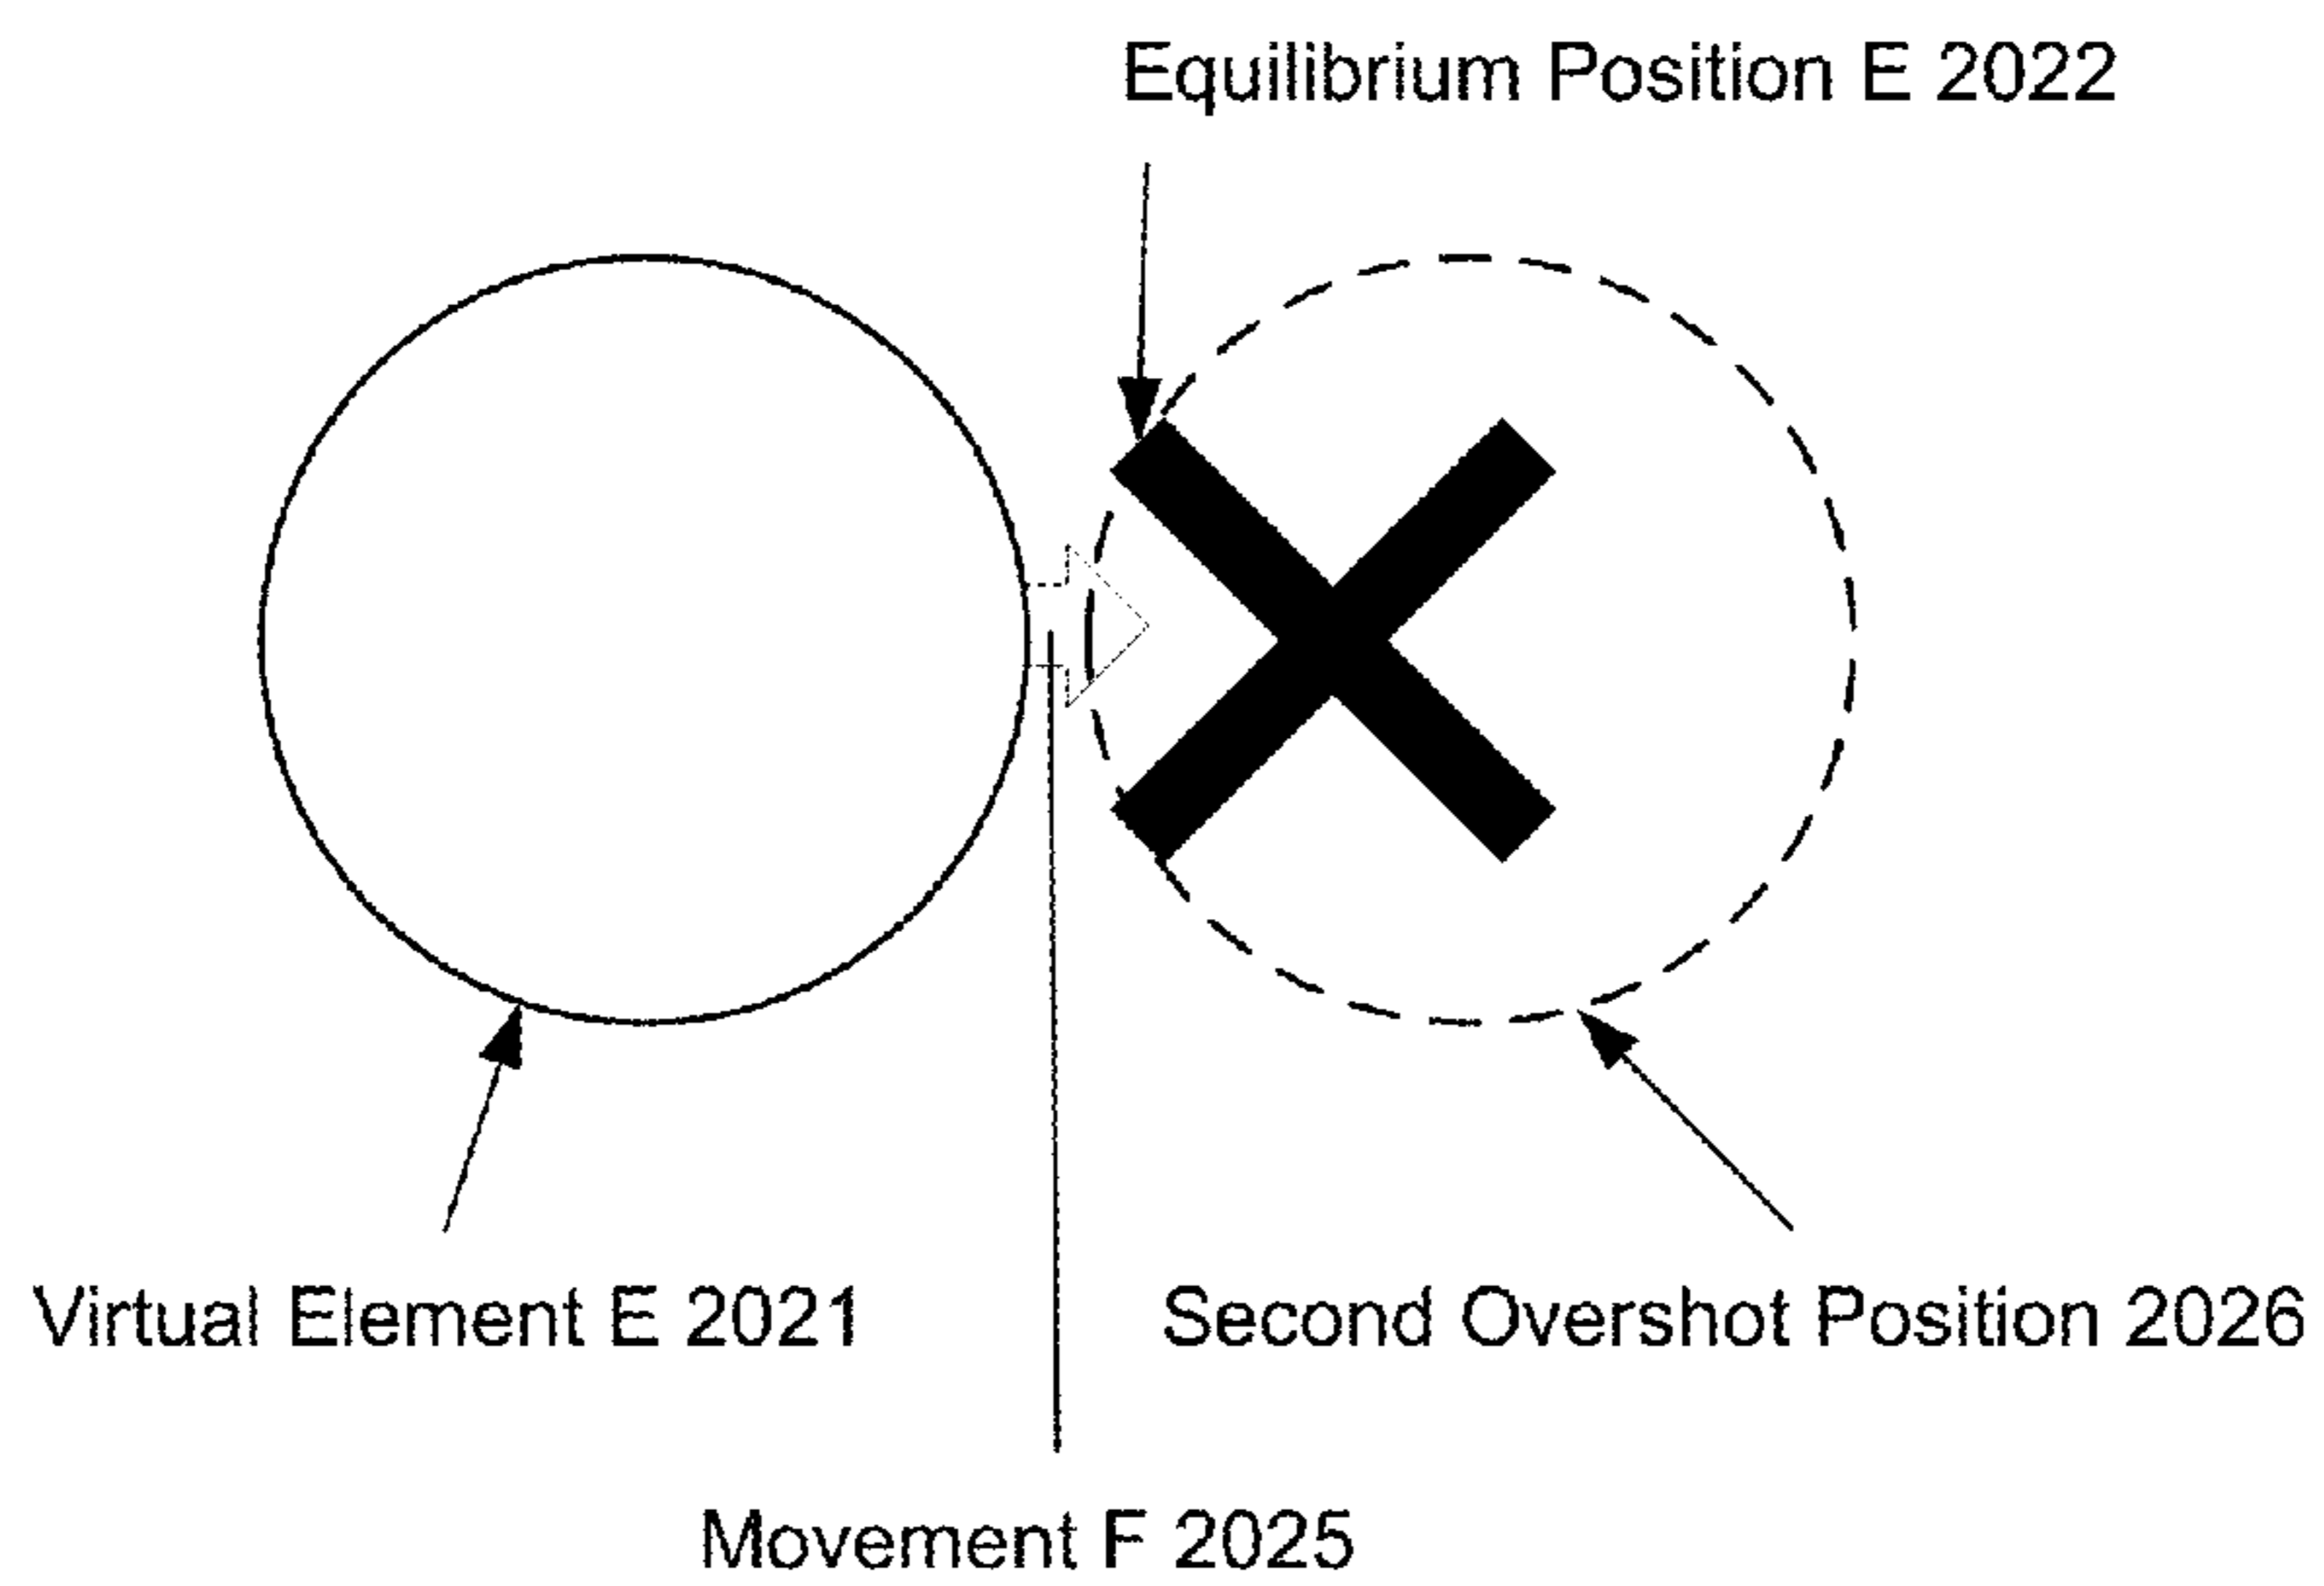 Equilibrium Position E 2022
Virtual Element E 2021
Second Overshot Position 2026
Movement F 2025